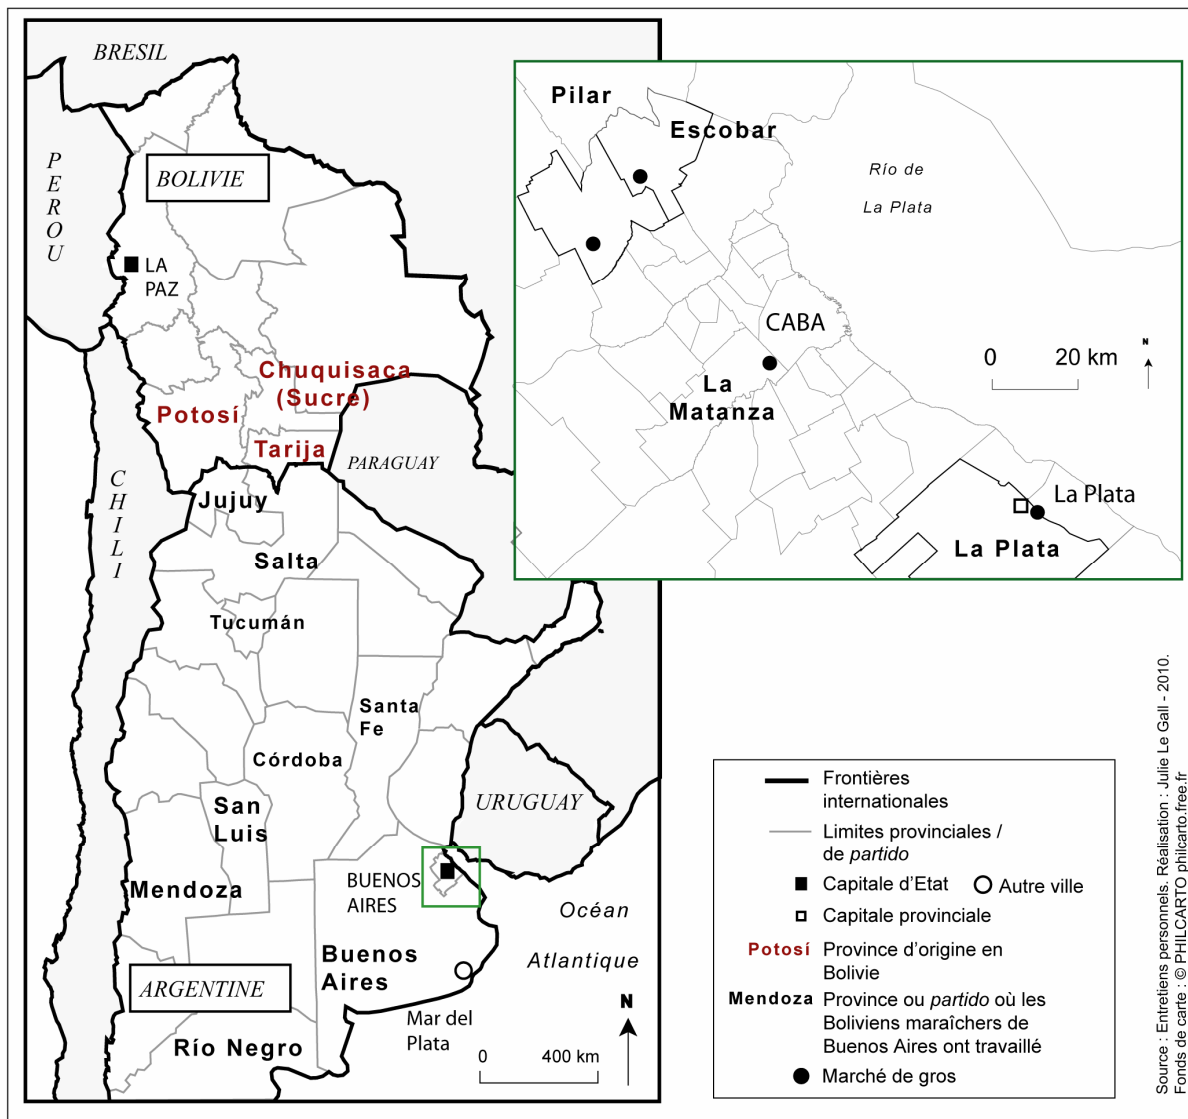 BRESIL
PEROU
BOLIVIE
LA
PAZ
Chuquisaca
(Sucre)
Potosí
Tarija
PARAGUAY
CHILI
Jujuy
Salta
Tucumán
Santa
Fe
Córdoba
San
Luis
URUGUAY
Mendoza
BUENOS
AIRES
Océan
Atlantique
Buenos
Aires
ARGENTINE
Mar del
Plata
Río Negro
N
0 400 km
Pilar
Escobar
Río de
La Plata
CABA
La
Matanza
0 20 km
N
La Plata
La Plata
Frontières
internationales
Limites provinciales /
de partido
Capitale d'Etat
Autre ville
Capitale provinciale
Potosí Province d'origine en
Bolivie
Mendoza Province ou partido où les
Boliviens maraîchers de
Buenos Aires ont travaillé
Marché de gros
Source : Entretiens personnels. Réalisation : Julie Le Gall - 2010.
Fonds de carte : © PHILCARTO philcarto.free.fr